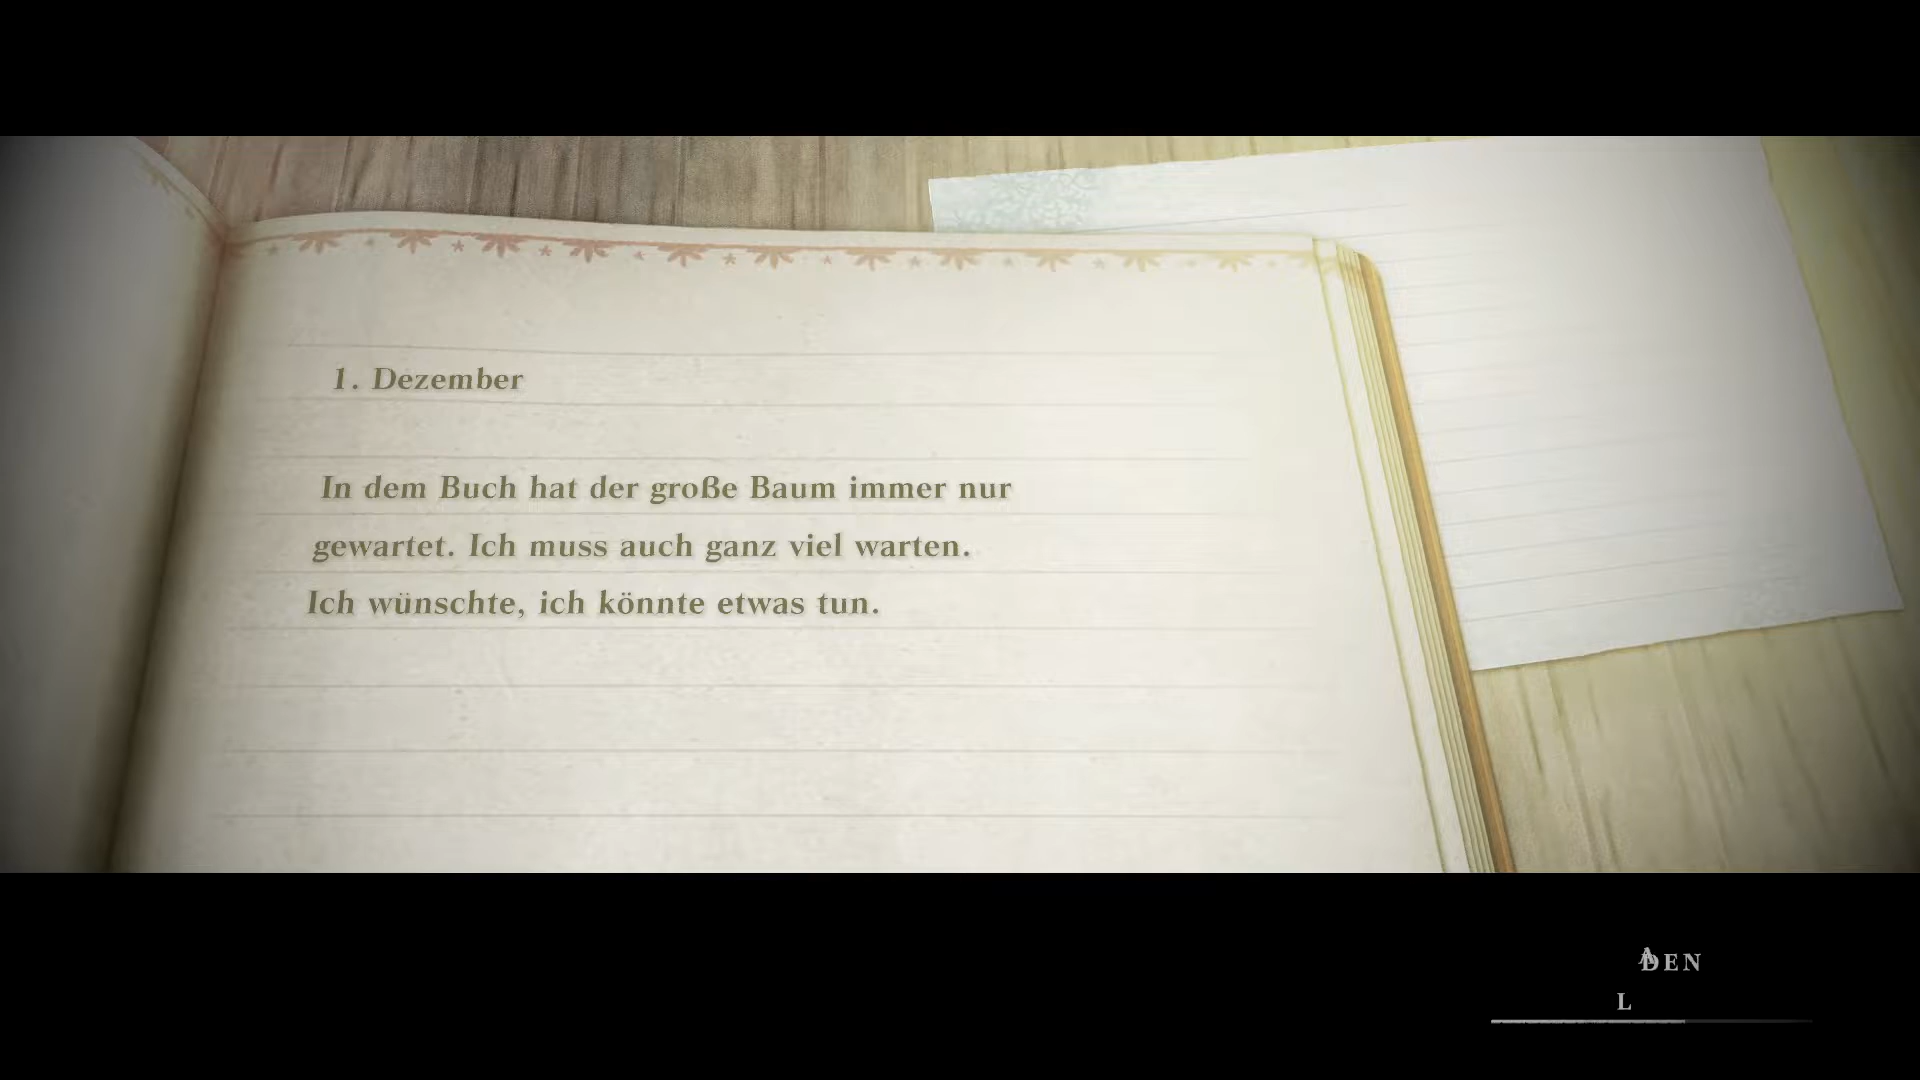 1. Dezember
In dem Buch hat der große Baum immer nur
gewartet. Ich muss auch ganz viel warten.
Ich wünschte, ich könnte etwas tun.
LADEN